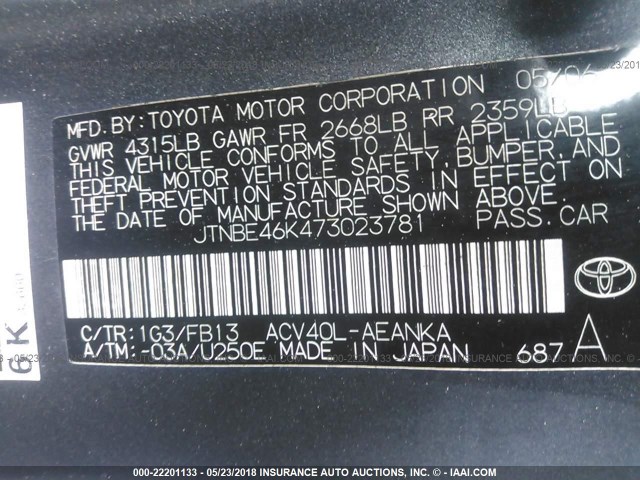 MFD.BY:TOYOTA MOTOR CORPORATION 05/06
GVWR 4315LB GAWR FR 2668LB RR 2359LB
THIS VEHICLE CONFORMS TO ALL APPLICABLE
FEDERAL MOTOR VEHICLE SAFETY, BUMPER, AND
THEFT PREVENTION STANDARDS IN EFFECT ON
THE DATE OF MANUFACTURE SHOWN ABOVE.
JTNBE46K473023781 PASS.CAR
C/TR: 1G3/FB13 ACV40L-AEANKA
A/TM: -03A/U250E MADE IN JAPAN 687 A
6 K
000-22201133 - 05/23/2018 INSURANCE AUTO AUCTIONS, INC. - © IAAI.COM